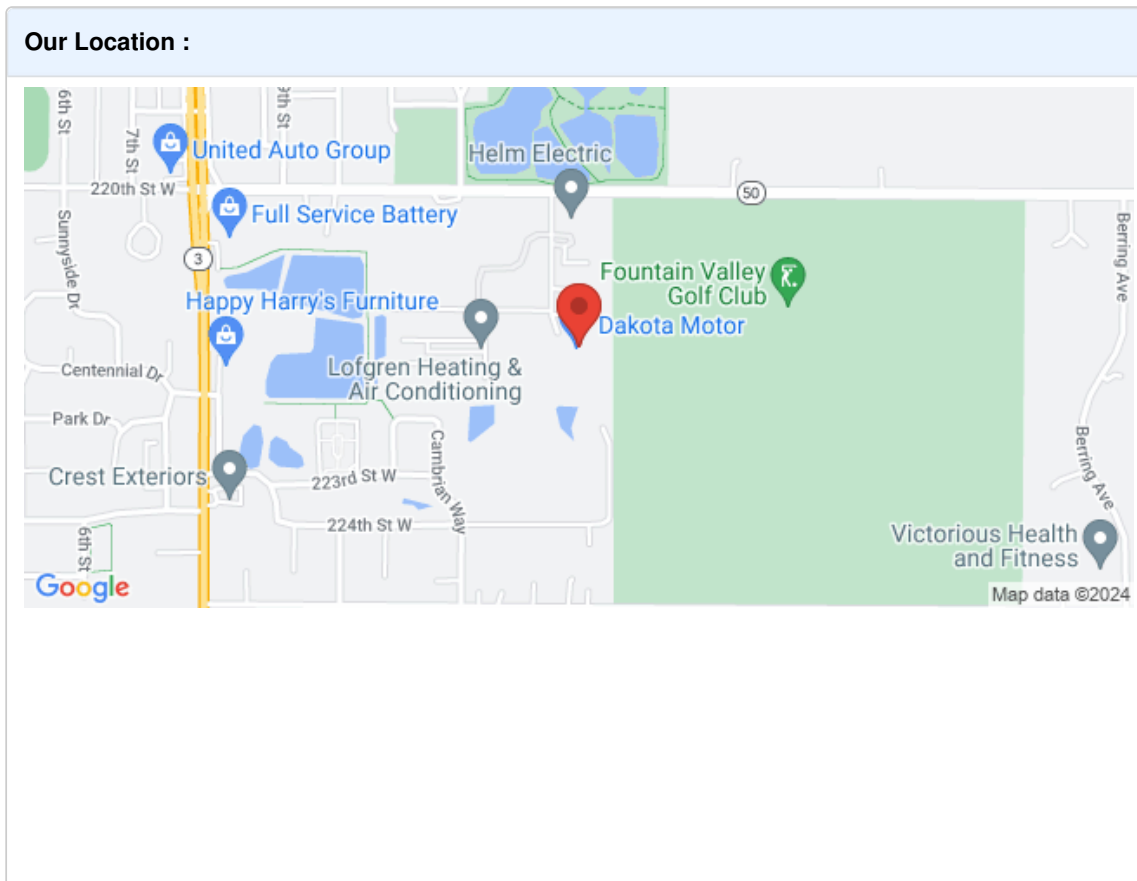 Our Location :
6th St
7th St
9th St
United Auto Group
Helm Electric
220th St W
50
Full Service Battery
Sunnyside Dr
Berring Ave
3
Fountain Valley
Golf Club
Happy Harry's Furniture
Dakota Motor
Lofgren Heating &
Air Conditioning
Centennial Dr
Park Dr
Cambrian Way
Berring Ave
Crest Exteriors
223rd St W
224th St W
6th St
Victorious Health
and Fitness
Google
Map data ©2024